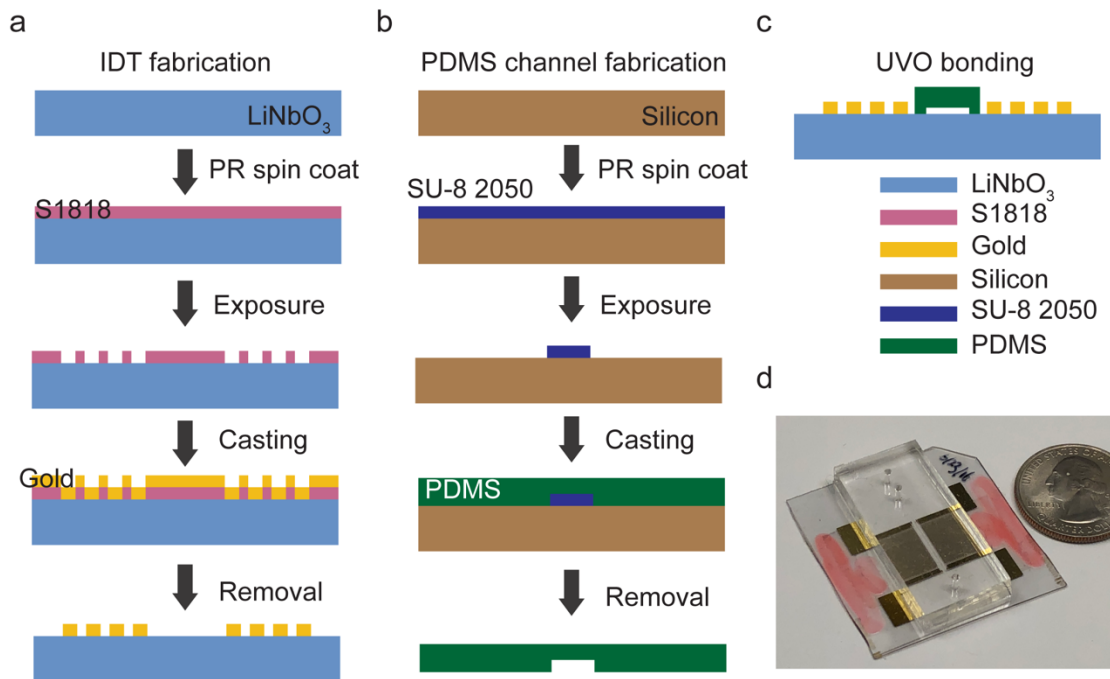 a
IDT fabrication
LiNbO₃
PR spin coat
S1818
Exposure
Casting
Gold
Removal
b
PDMS channel fabrication
Silicon
PR spin coat
SU-8 2050
Exposure
Casting
PDMS
Removal
c
UVO bonding
LiNbO₃
S1818
Gold
Silicon
SU-8 2050
PDMS
d